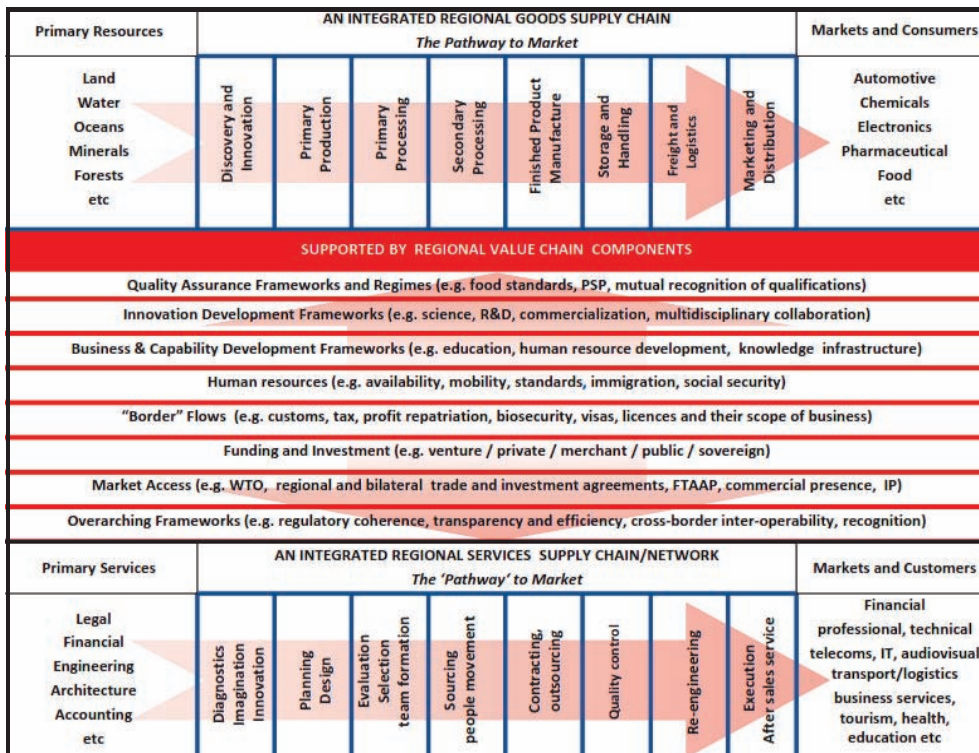 Primary Resources
AN INTEGRATED REGIONAL GOODS SUPPLY CHAIN
The Pathway to Market
Markets and Consumers
Land
Water
Oceans
Minerals
Forests
etc
Discovery and
Innovation
Primary
Production
Primary
Processing
Secondary
Processing
Finished Product
Manufacture
Storage and
Handling
Freight and
Logistics
Marketing and
Distribution
Automotive
Chemicals
Electronics
Pharmaceutical
Food
etc
SUPPORTED BY REGIONAL VALUE CHAIN COMPONENTS
Quality Assurance Frameworks and Regimes (e.g. food standards, PSP, mutual recognition of qualifications)
Innovation Development Frameworks (e.g. science, R&D, commercialization, multidisciplinary collaboration)
Business & Capability Development Frameworks (e.g. education, human resource development, knowledge infrastructure)
Human resources (e.g. availability, mobility, standards, immigration, social security)
“Border” Flows (e.g. customs, tax, profit repatriation, biosecurity, visas, licences and their scope of business)
Funding and Investment (e.g. venture / private / merchant / public / sovereign)
Market Access (e.g. WTO, regional and bilateral trade and investment agreements, FTAAP, commercial presence, IP)
Overarching Frameworks (e.g. regulatory coherence, transparency and efficiency, cross-border inter-operability, recognition)
Primary Services
AN INTEGRATED REGIONAL SERVICES SUPPLY CHAIN/NETWORK
The ‘Pathway‘ to Market
Markets and Customers
Legal
Financial
Engineering
Architecture
Accounting
etc
Diagnostics
Imagination
Innovation
Planning
Design
Evaluation
Selection
team formation
Sourcing
people movement
Contracting,
outsourcing
Quality control
Re-engineering
Execution
After sales service
Financial
professional, technical
telecoms, IT, audiovisual
transport/logistics
business services,
tourism, health,
education etc